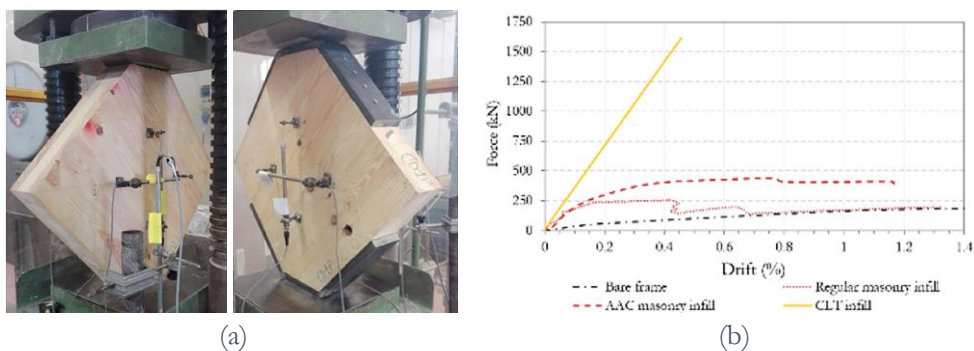 1750
1500
1250
1000
750
500
250
0
Force (kN)
0 0.2 0.4 0.6 0.8 1 1.2 1.4
Drift (%)
Bare frame
Regular masonry infill
AAC masonry infill
CLT infill
(a)
(b)